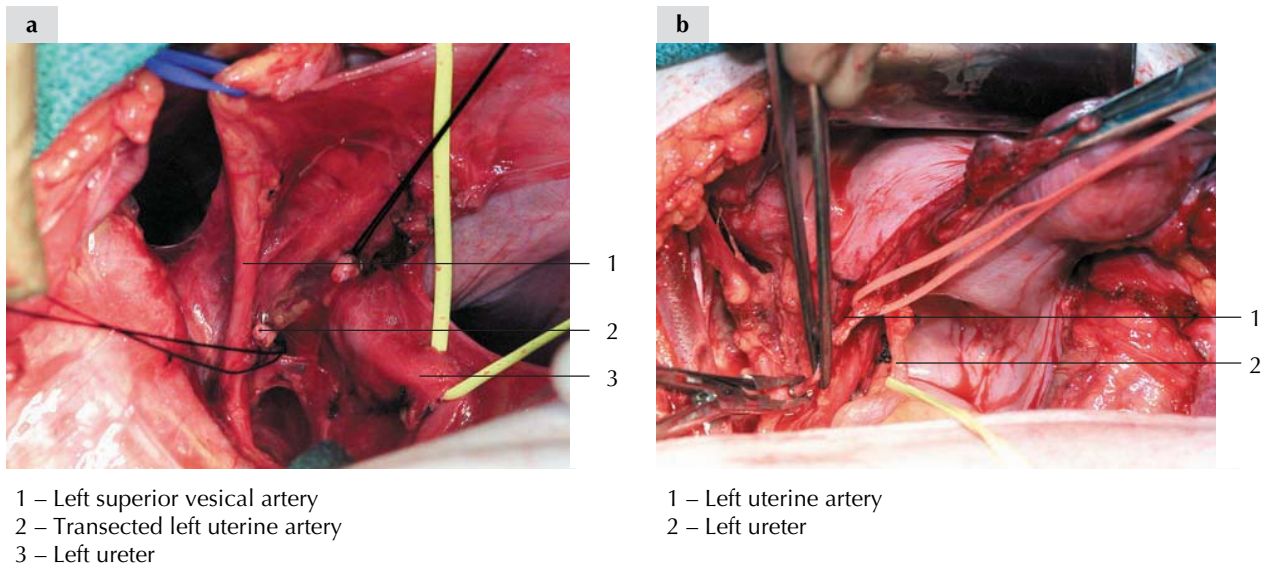 a
1
2
3
1 – Left superior vesical artery
2 – Transected left uterine artery
3 – Left ureter
b
1
2
1 – Left uterine artery
2 – Left ureter